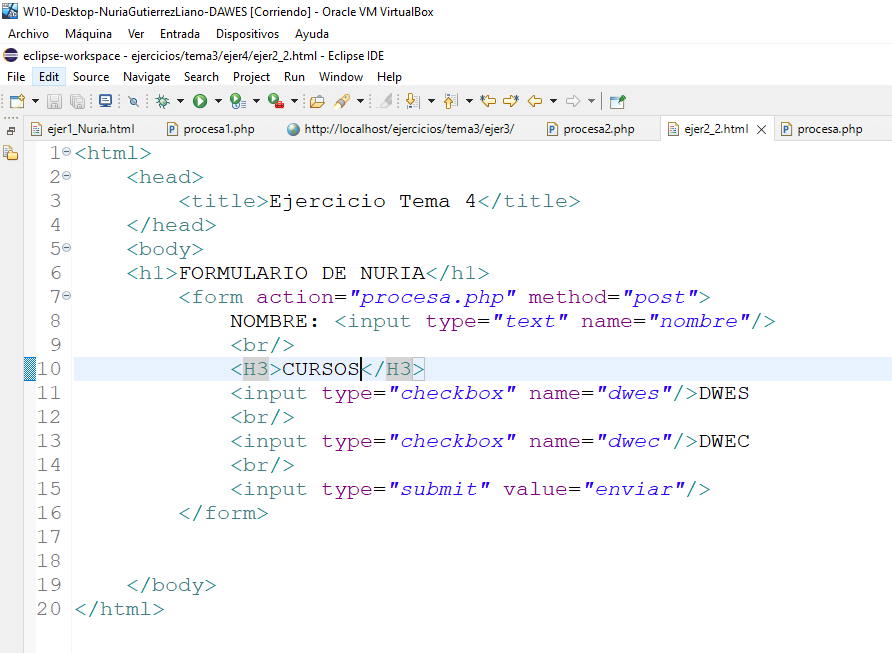 W10-Desktop-NuriaGutierrezLiano-DAWES [Corriendo] - Oracle VM VirtualBox
Archivo Máquina Ver Entrada Dispositivos Ayuda
eclipse-workspace - ejercicios/tema3/ejer4/ejer2_2.html - Eclipse IDE
File Edit Source Navigate Search Project Run Window Help
ejer1_Nuria.html procesa1.php http://localhost/ejercicios/tema3/ejer3/ procesa2.php ejer2_2.html procesa.php
1 <html>
2 <head>
3 <title>Ejercicio Tema 4</title>
4 </head>
5 <body>
6 <h1>FORMULARIO DE NURIA</h1>
7 <form action="procesa.php" method="post">
8 NOMBRE: <input type="text" name="nombre"/>
9 <br/>
10 <H3>CURSOS</H3>
11 <input type="checkbox" name="dwes"/>DWES
12 <br/>
13 <input type="checkbox" name="dwec"/>DWEC
14 <br/>
15 <input type="submit" value="enviar"/>
16 </form>
17
18
19 </body>
20 </html>